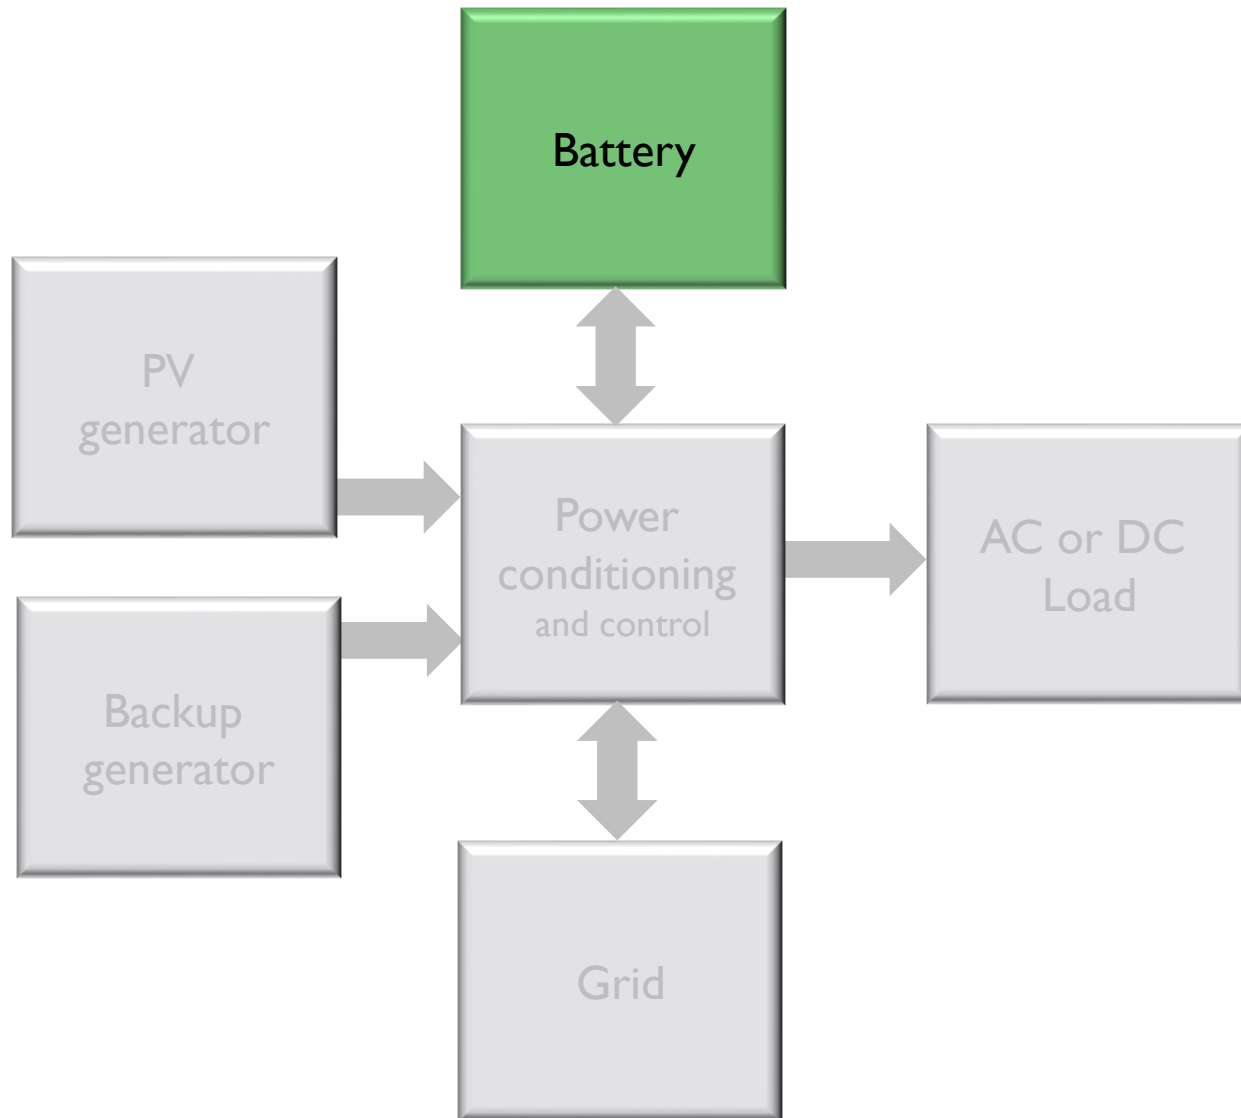 Battery
PV
generator
Power
conditioning
and control
AC or DC
Load
Backup
generator
Grid